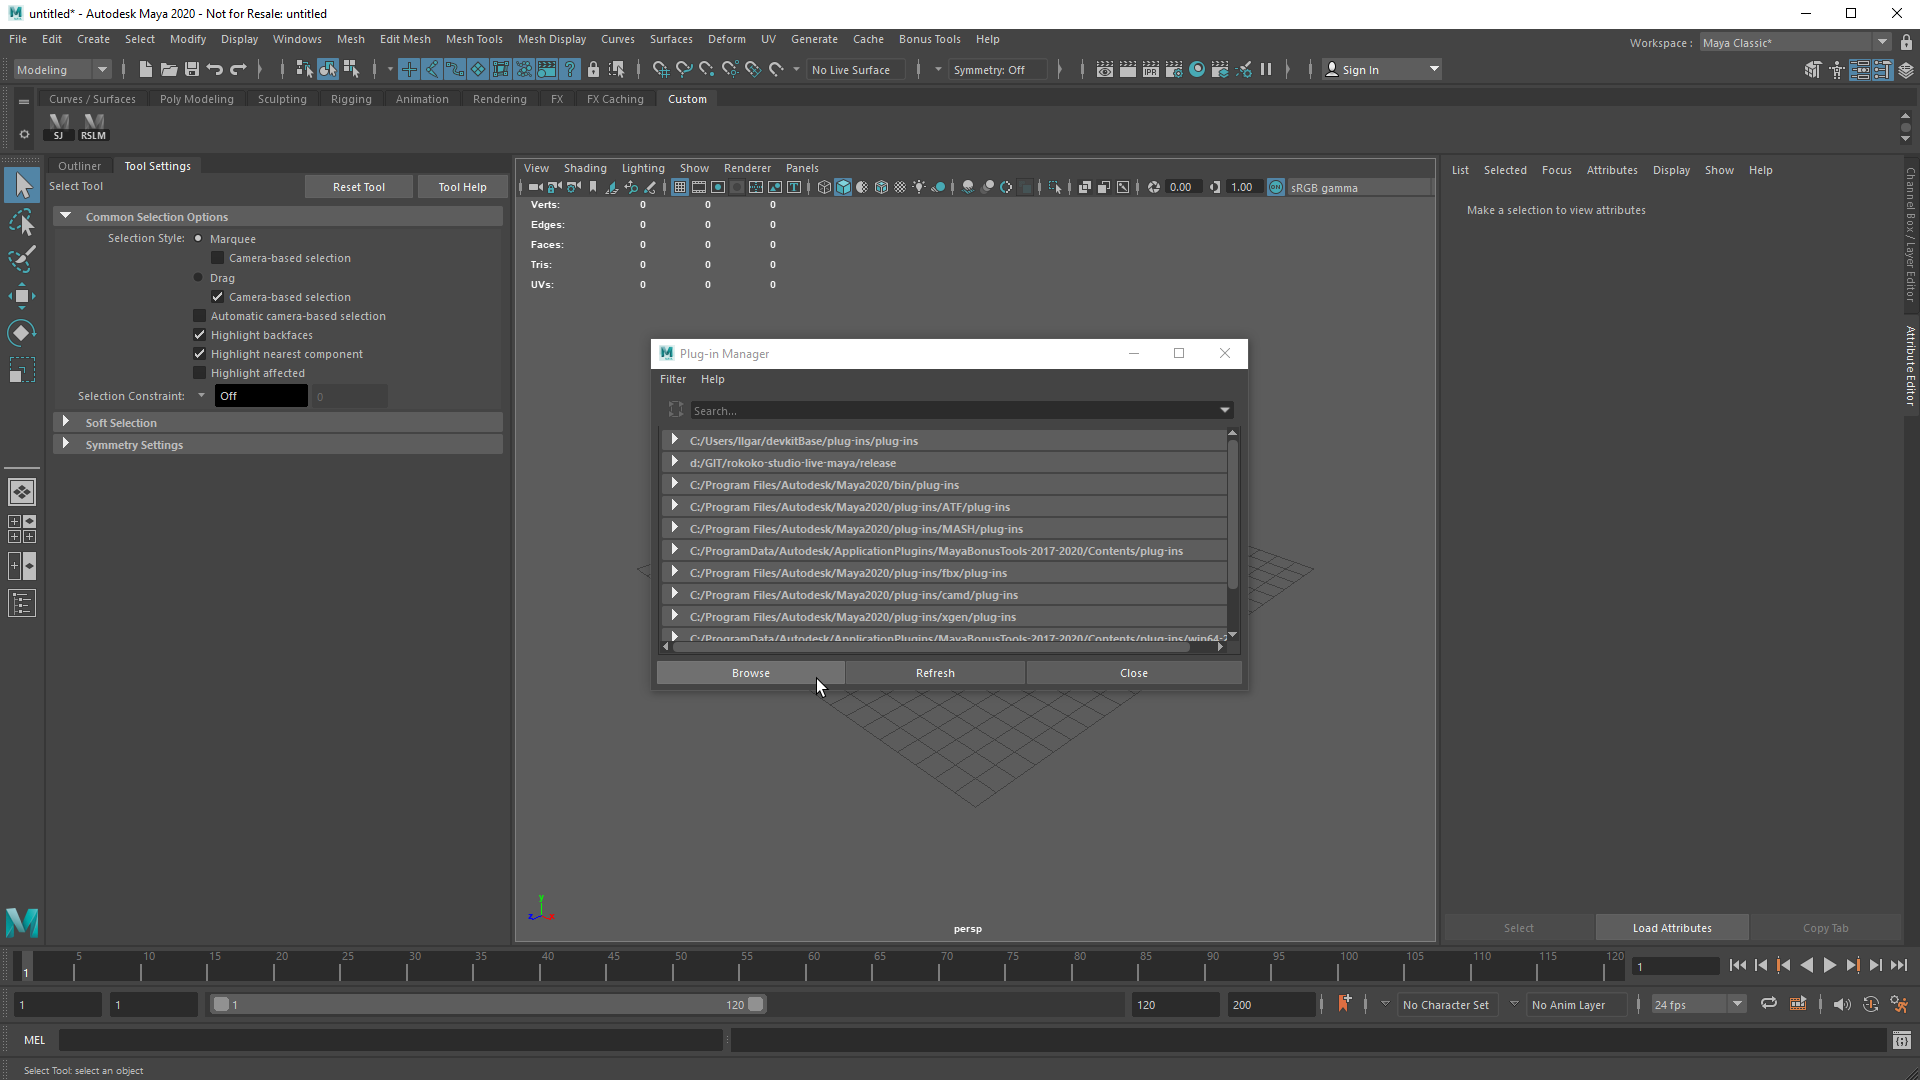 untitled* - Autodesk Maya 2020 - Not for Resale: untitled
File Edit Create Select Modify Display Windows Mesh Edit Mesh Mesh Tools Mesh Display Curves Surfaces Deform UV Generate Cache Bonus Tools Help
Workspace : Maya Classic*
Modeling No Live Surface Symmetry: Off IPR Sign In
Curves / Surfaces Poly Modeling Sculpting Rigging Animation Rendering FX FX Caching Custom
SJ RSLM
Outliner Tool Settings
Select Tool Reset Tool Tool Help
Common Selection Options
Selection Style: Marquee
Camera-based selection
Drag
Camera-based selection
Automatic camera-based selection
Highlight backfaces
Highlight nearest component
Highlight affected
Selection Constraint: Off 0
Soft Selection
Symmetry Settings
View Shading Lighting Show Renderer Panels
0.00 1.00 ON sRGB gamma
Verts: 0 0 0
Edges: 0 0 0
Faces: 0 0 0
Tris: 0 0 0
UVs: 0 0 0
Plug-in Manager
Filter Help
Search...
C:/Users/Ilgar/devkitBase/plug-ins/plug-ins
d:/GIT/rokoko-studio-live-maya/release
C:/Program Files/Autodesk/Maya2020/bin/plug-ins
C:/Program Files/Autodesk/Maya2020/plug-ins/ATF/plug-ins
C:/Program Files/Autodesk/Maya2020/plug-ins/MASH/plug-ins
C:/ProgramData/Autodesk/ApplicationPlugins/MayaBonusTools-2017-2020/Contents/plug-ins
C:/Program Files/Autodesk/Maya2020/plug-ins/fbx/plug-ins
C:/Program Files/Autodesk/Maya2020/plug-ins/camd/plug-ins
C:/Program Files/Autodesk/Maya2020/plug-ins/xgen/plug-ins
C:/ProgramData/Autodesk/ApplicationPlugins/MayaBonusTools-2017-2020/Contents/plug-ins/win64-2
Browse Refresh Close
y
z x
persp
List Selected Focus Attributes Display Show Help
Make a selection to view attributes
Channel Box / Layer Editor
Attribute Editor
Select Load Attributes Copy Tab
1 5 10 15 20 25 30 35 40 45 50 55 60 65 70 75 80 85 90 95 100 105 110 115 120 1
1 1 1 120 120 200 No Character Set No Anim Layer 24 fps
MEL
Select Tool: select an object